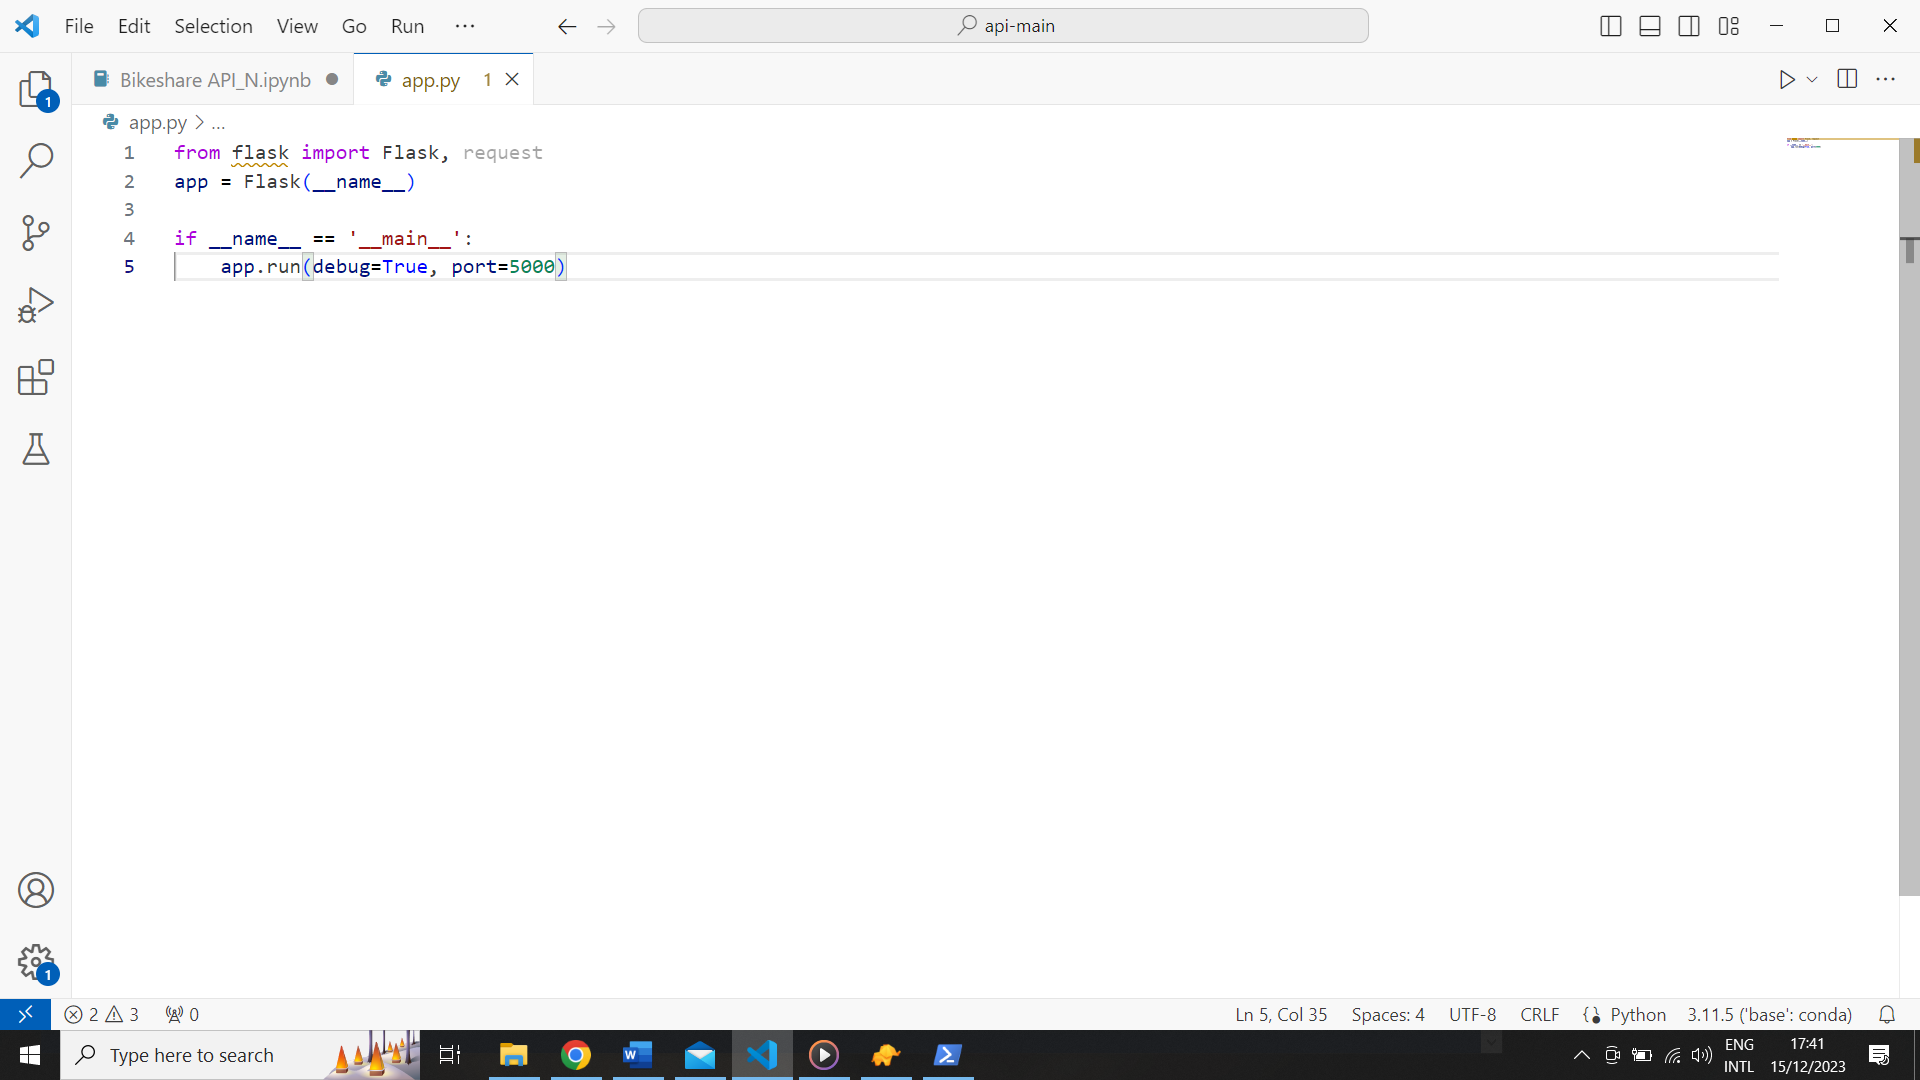 File Edit Selection View Go Run ···
api-main
Bikeshare API_N.ipynb
app.py 1
app.py > ...
1 from flask import Flask, request
2 app = Flask(__name__)
3
4 if __name__ == '__main__':
5     app.run(debug=True, port=5000)
1
1
2 3 0
Ln 5, Col 35 Spaces: 4 UTF-8 CRLF Python 3.11.5 ('base': conda)
Type here to search
ENG
INTL
17:41
15/12/2023